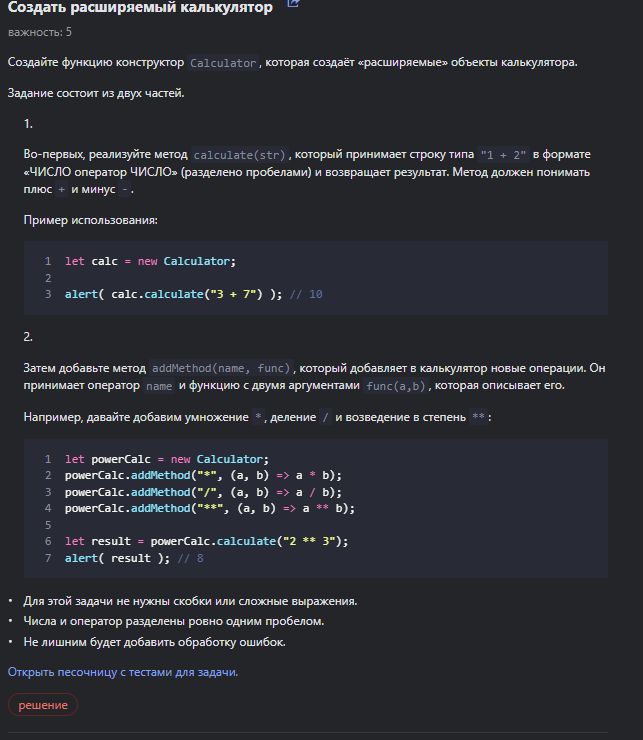 Создать расширяемый калькулятор
важность: 5
Создайте функцию конструктор Calculator, которая создаёт «расширяемые» объекты калькулятора.
Задание состоит из двух частей.
1.
Во-первых, реализуйте метод calculate(str), который принимает строку типа "1 + 2" в формате
«ЧИСЛО оператор ЧИСЛО» (разделено пробелами) и возвращает результат. Метод должен понимать
плюс + и минус -.
Пример использования:
1 let calc = new Calculator;
2
3 alert( calc.calculate("3 + 7") ); // 10
2.
Затем добавьте метод addMethod(name, func), который добавляет в калькулятор новые операции. Он
принимает оператор name и функцию с двумя аргументами func(a,b), которая описывает его.
Например, давайте добавим умножение *, деление / и возведение в степень **:
1 let powerCalc = new Calculator;
2 powerCalc.addMethod("*", (a, b) => a * b);
3 powerCalc.addMethod("/", (a, b) => a / b);
4 powerCalc.addMethod("**", (a, b) => a ** b);
5
6 let result = powerCalc.calculate("2 ** 3");
7 alert( result ); // 8
• Для этой задачи не нужны скобки или сложные выражения.
• Числа и оператор разделены ровно одним пробелом.
• Не лишним будет добавить обработку ошибок.
Открыть песочницу с тестами для задачи.
решение